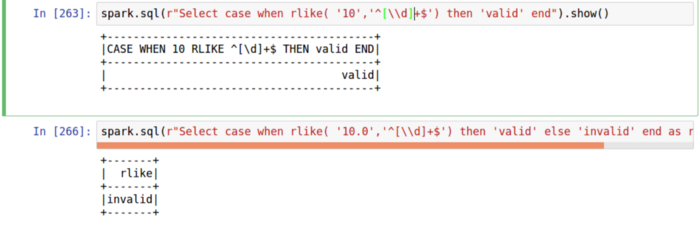 In [263]: spark.sql(r"Select case when rlike( '10','^[\\d]+$') then 'valid' end").show()
+---------------------------------------+
|CASE WHEN 10 RLIKE ^[\d]+$ THEN valid END|
+---------------------------------------+
| valid|
+---------------------------------------+
In [266]: spark.sql(r"Select case when rlike( '10.0','^[\\d]+$') then 'valid' else 'invalid' end as r
+-------+
| rlike|
+-------+
|invalid|
+-------+